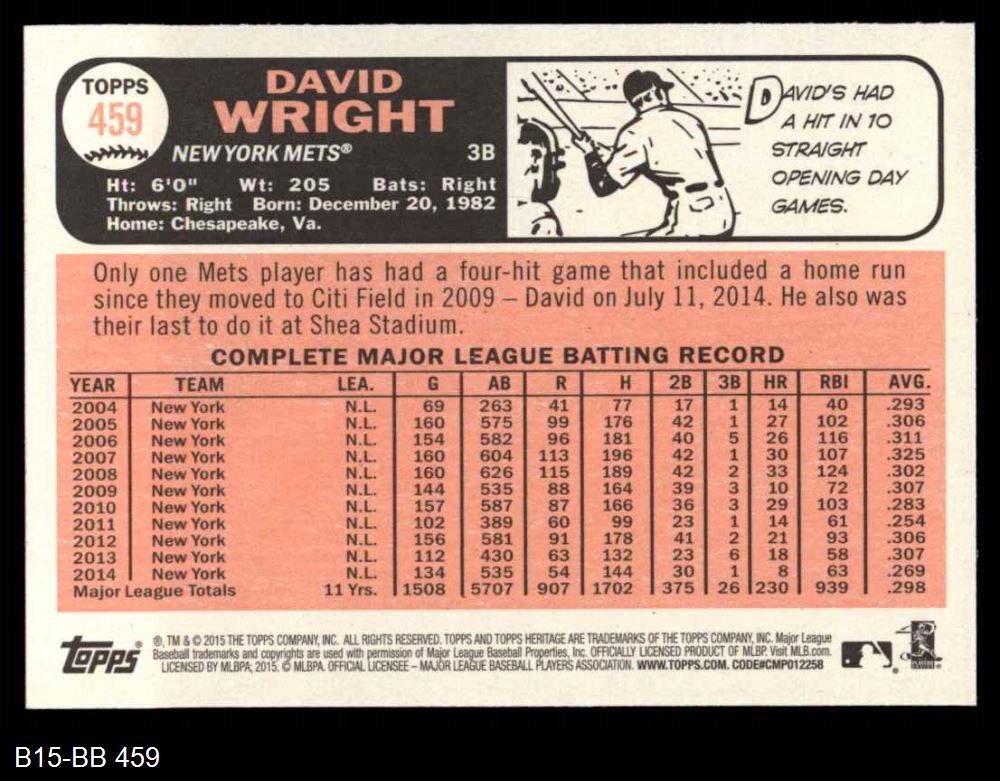 TOPPS
459
DAVID
WRIGHT
NEW YORK METS® 3B
Ht: 6'0" Wt: 205 Bats: Right
Throws: Right Born: December 20, 1982
Home: Chesapeake, Va.
DAVID'S HAD
A HIT IN 10
STRAIGHT
OPENING DAY
GAMES.
Only one Mets player has had a four-hit game that included a home run
since they moved to Citi Field in 2009 – David on July 11, 2014. He also was
their last to do it at Shea Stadium.
COMPLETE MAJOR LEAGUE BATTING RECORD
YEAR TEAM LEA. G AB R H 2B 3B HR RBI AVG.
2004 New York N.L. 69 263 41 77 17 1 14 40 .293
2005 New York N.L. 160 575 99 176 42 1 27 102 .306
2006 New York N.L. 154 582 96 181 40 5 26 116 .311
2007 New York N.L. 160 604 113 196 42 1 30 107 .325
2008 New York N.L. 160 626 115 189 42 2 33 124 .302
2009 New York N.L. 144 535 88 164 39 3 10 72 .307
2010 New York N.L. 157 587 87 166 36 3 29 103 .283
2011 New York N.L. 102 389 60 99 23 1 14 61 .254
2012 New York N.L. 156 581 91 178 41 2 21 93 .306
2013 New York N.L. 112 430 63 132 23 6 18 58 .307
2014 New York N.L. 134 535 54 144 30 1 8 63 .269
Major League Totals 11 Yrs. 1508 5707 907 1702 375 26 230 939 .298
Topps®
®, TM & © 2015 THE TOPPS COMPANY, INC. ALL RIGHTS RESERVED. TOPPS AND TOPPS HERITAGE ARE TRADEMARKS OF THE TOPPS COMPANY, INC. Major League
Baseball trademarks and copyrights are used with permission of Major League Baseball Properties, Inc. OFFICIALLY LICENSED PRODUCT OF MLBP. Visit MLB.com.
LICENSED BY MLBPA, 2015. © MLBPA. OFFICIAL LICENSEE – MAJOR LEAGUE BASEBALL PLAYERS ASSOCIATION. WWW.TOPPS.COM. CODE#CMP012258
B15-BB 459